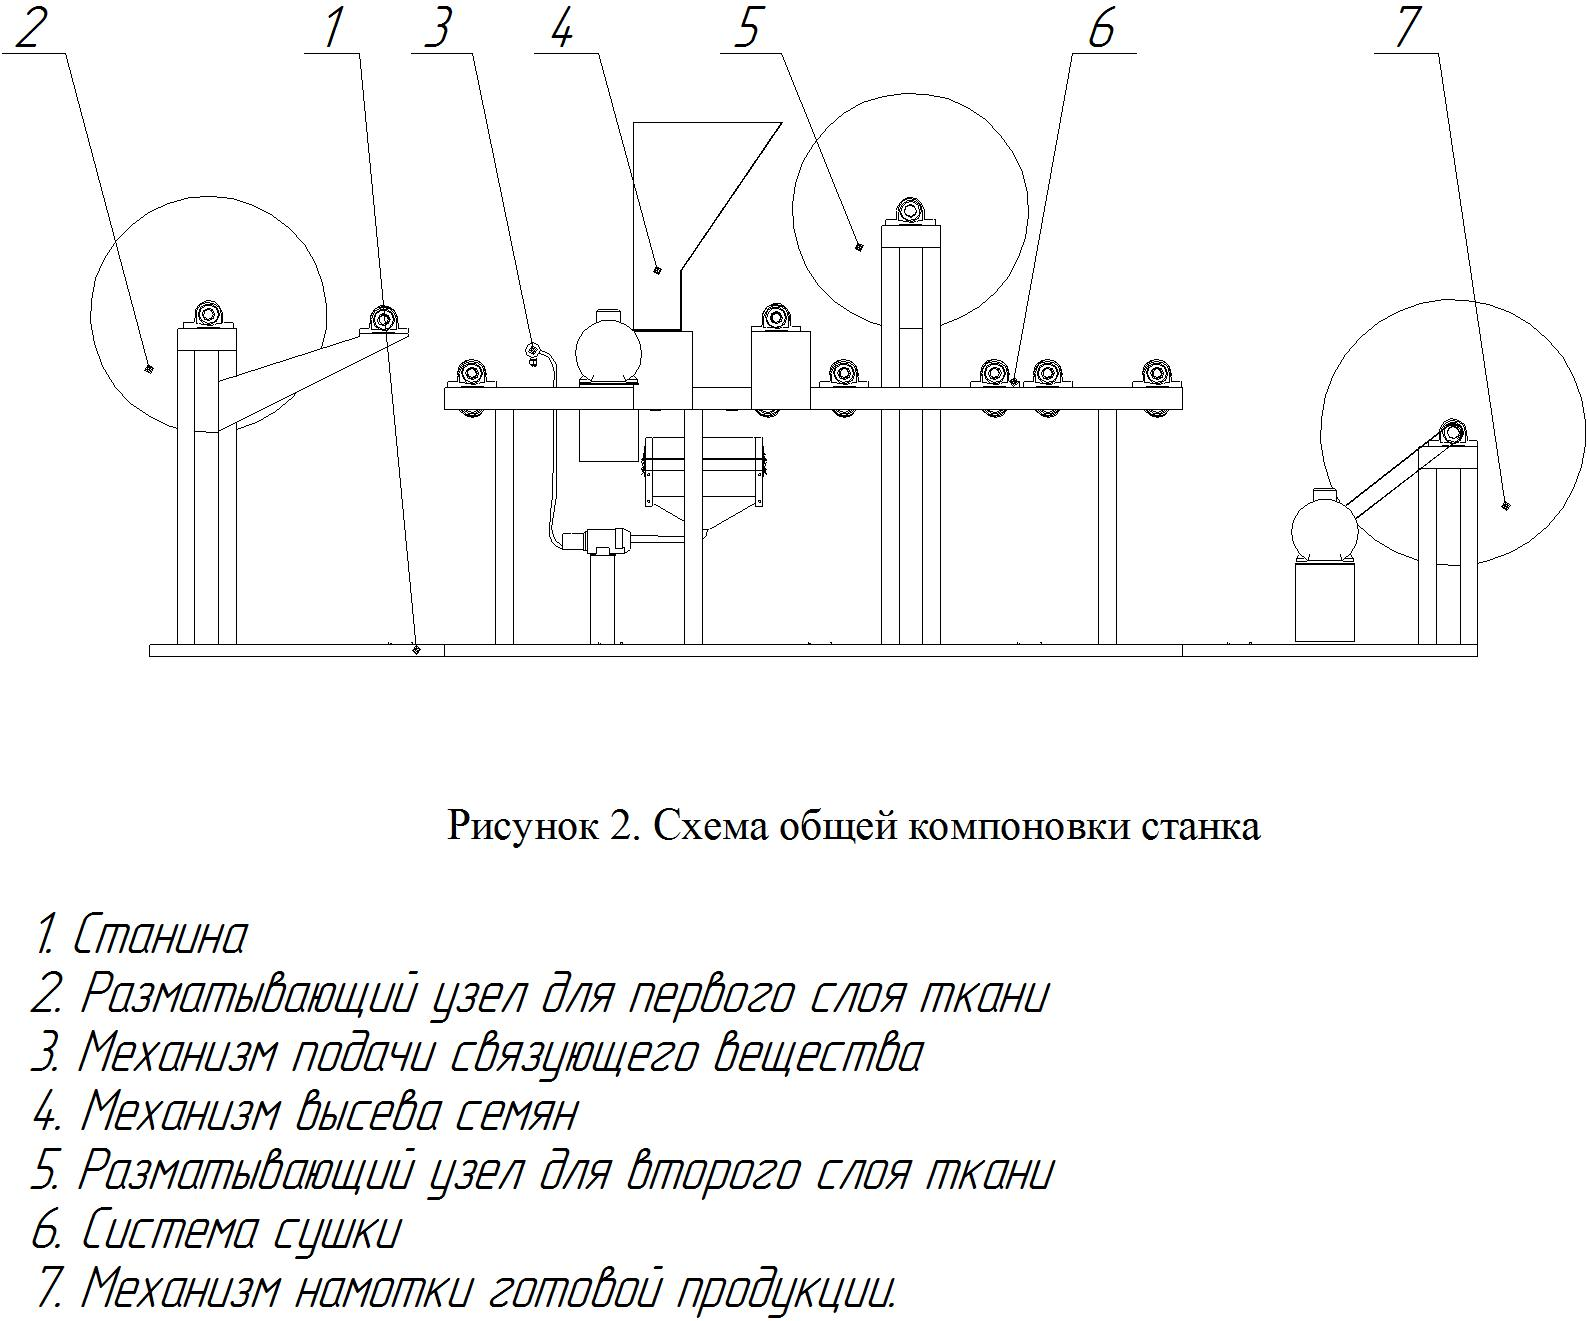 2 1 3 4 5 6 7
Рисунок 2. Схема общей компоновки станка
1. Станина
2. Разматывающий узел для первого слоя ткани
3. Механизм подачи связующего вещества
4. Механизм высева семян
5. Разматывающий узел для второго слоя ткани
6. Система сушки
7. Механизм намотки готовой продукции.